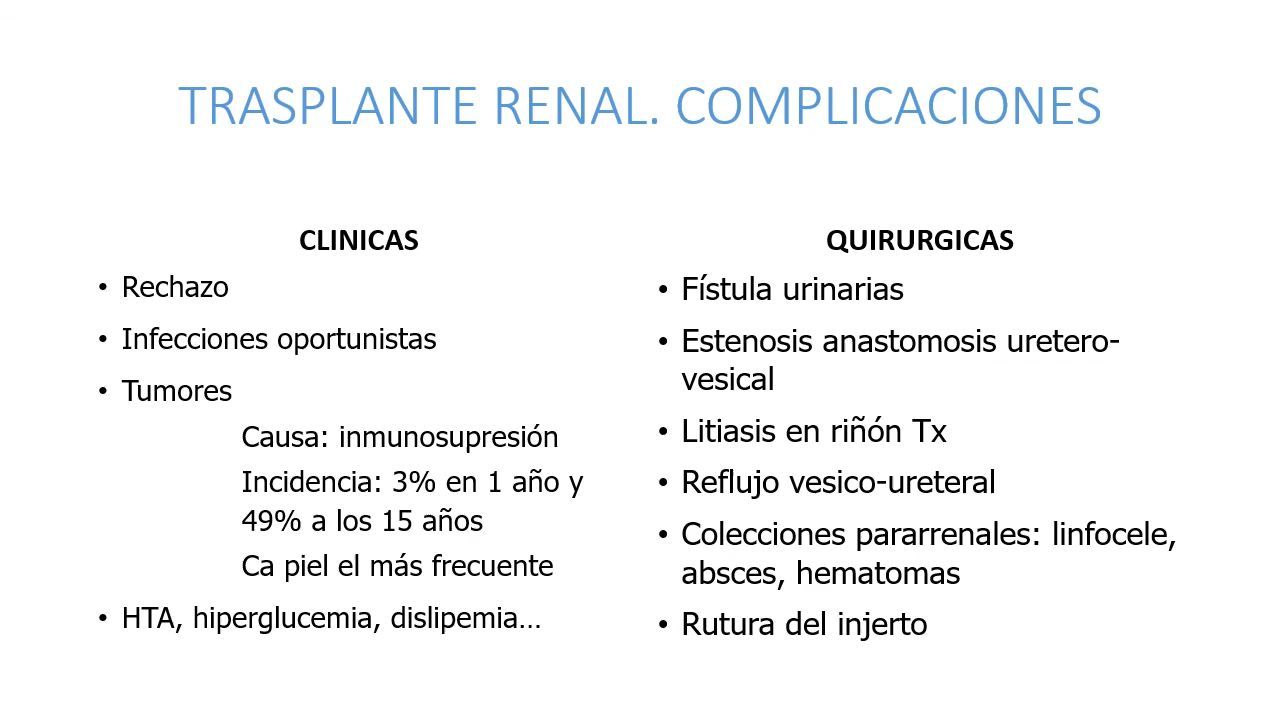 TRASPLANTE RENAL. COMPLICACIONES
CLINICAS
• Rechazo
• Infecciones oportunistas
• Tumores
Causa: inmunosupresión
Incidencia: 3% en 1 año y
49% a los 15 años
Ca piel el más frecuente
• HTA, hiperglucemia, dislipemia…
QUIRURGICAS
• Fístula urinarias
• Estenosis anastomosis uretero-
vesical
• Litiasis en riñón Tx
• Reflujo vesico-ureteral
• Colecciones pararrenales: linfocele,
absces, hematomas
• Rutura del injerto